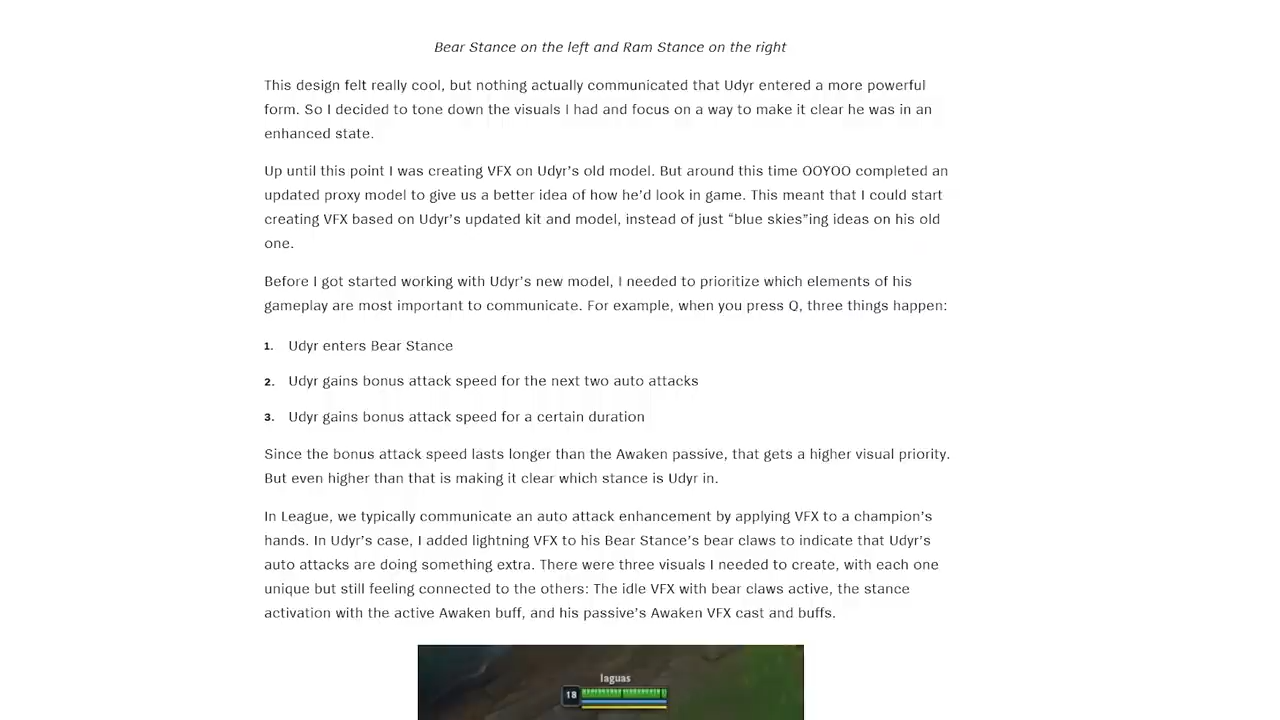 Bear Stance on the left and Ram Stance on the right
This design felt really cool, but nothing actually communicated that Udyr entered a more powerful
form. So I decided to tone down the visuals I had and focus on a way to make it clear he was in an
enhanced state.
Up until this point I was creating VFX on Udyr's old model. But around this time OOYOO completed an
updated proxy model to give us a better idea of how he'd look in game. This meant that I could start
creating VFX based on Udyr's updated kit and model, instead of just “blue skies”ing ideas on his old
one.
Before I got started working with Udyr's new model, I needed to prioritize which elements of his
gameplay are most important to communicate. For example, when you press Q, three things happen:
1. Udyr enters Bear Stance
2. Udyr gains bonus attack speed for the next two auto attacks
3. Udyr gains bonus attack speed for a certain duration
Since the bonus attack speed lasts longer than the Awaken passive, that gets a higher visual priority.
But even higher than that is making it clear which stance is Udyr in.
In League, we typically communicate an auto attack enhancement by applying VFX to a champion's
hands. In Udyr's case, I added lightning VFX to his Bear Stance's bear claws to indicate that Udyr's
auto attacks are doing something extra. There were three visuals I needed to create, with each one
unique but still feeling connected to the others: The idle VFX with bear claws active, the stance
activation with the active Awaken buff, and his passive's Awaken VFX cast and buffs.
laguas
18